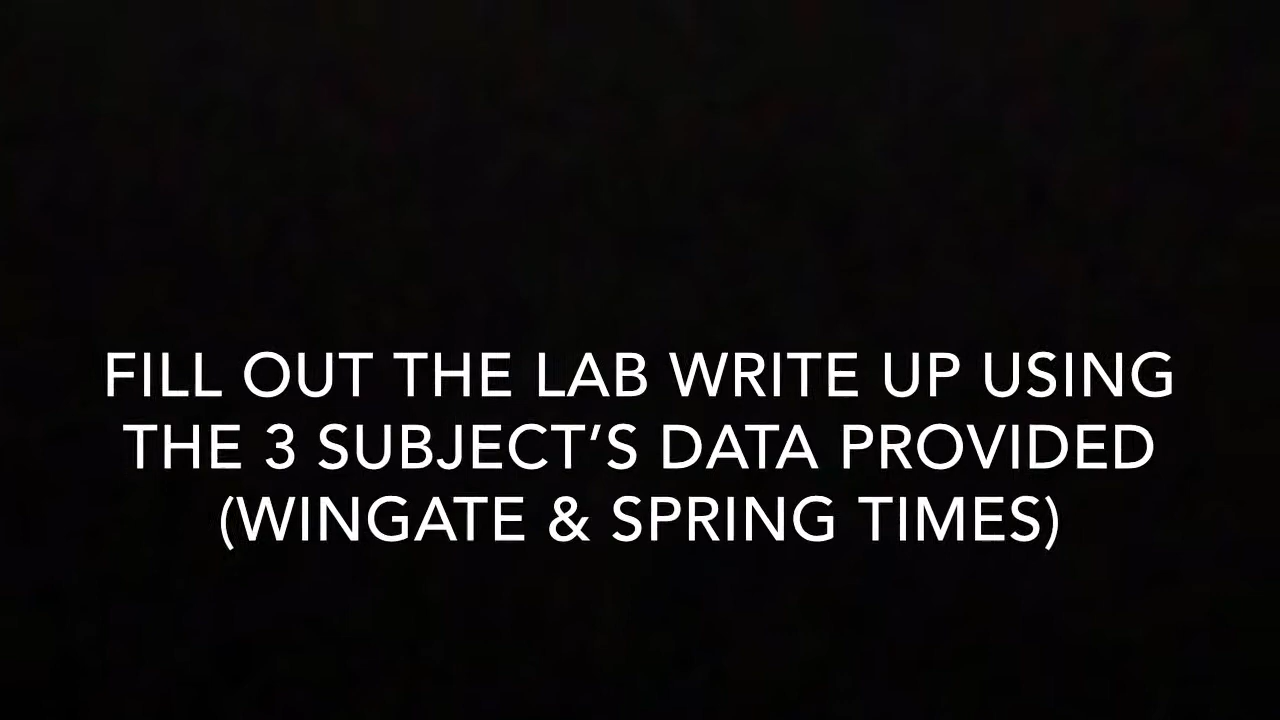 FILL OUT THE LAB WRITE UP USING
THE 3 SUBJECT’S DATA PROVIDED
(WINGATE & SPRING TIMES)